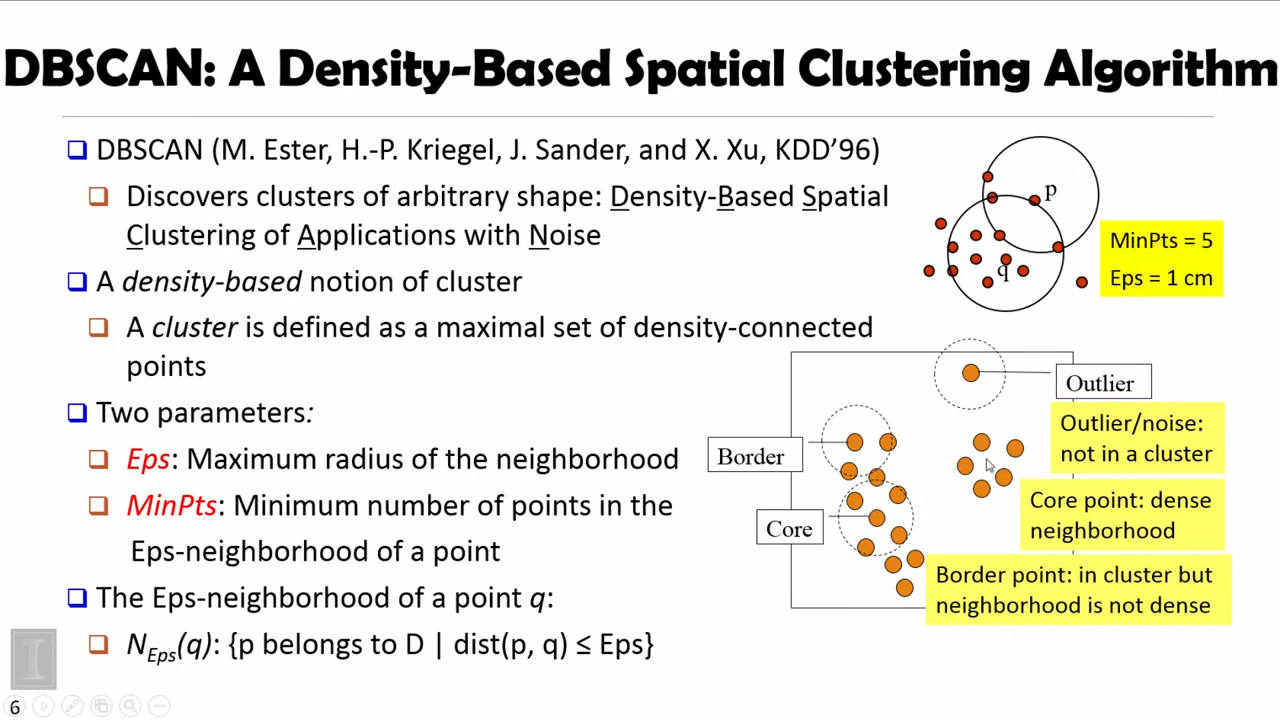 DBSCAN: A Density-Based Spatial Clustering Algorithm
DBSCAN (M. Ester, H.-P. Kriegel, J. Sander, and X. Xu, KDD’96)
Discovers clusters of arbitrary shape: Density-Based Spatial
Clustering of Applications with Noise
A density-based notion of cluster
A cluster is defined as a maximal set of density-connected
points
Two parameters:
Eps: Maximum radius of the neighborhood
MinPts: Minimum number of points in the
Eps-neighborhood of a point
The Eps-neighborhood of a point q:
NEps(q): {p belongs to D | dist(p, q) ≤ Eps}
p
q
MinPts = 5
Eps = 1 cm
Outlier
Border
Core
Outlier/noise:
not in a cluster
Core point: dense
neighborhood
Border point: in cluster but
neighborhood is not dense
I
6